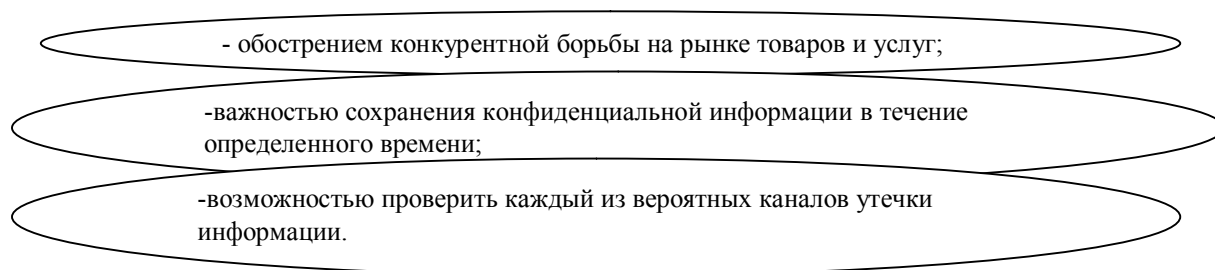 - обострением конкурентной борьбы на рынке товаров и услуг;
-важностью сохранения конфиденциальной информации в течение
определенного времени;
-возможностью проверить каждый из вероятных каналов утечки
информации.